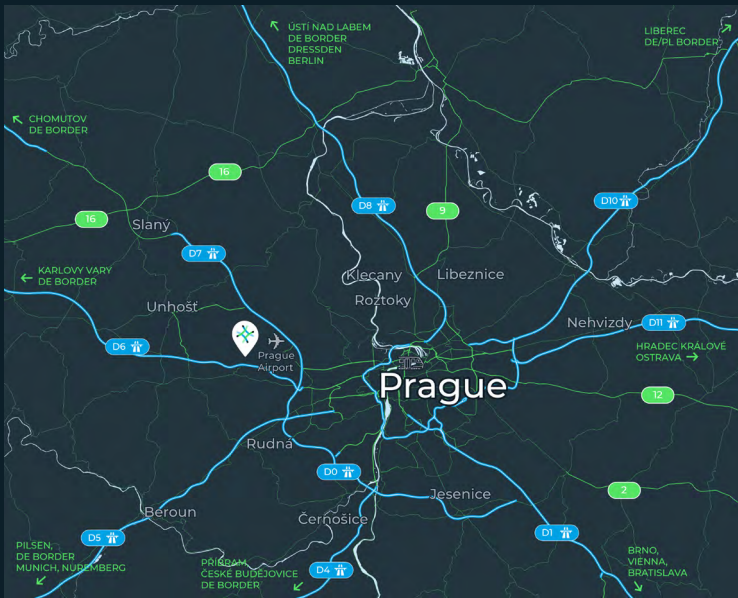 ÚSTÍ NAD LABEM
DE BORDER
DRESSDEN
BERLIN
LIBEREC
DE/PL BORDER
CHOMUTOV
DE BORDER
16
16
D8
9
D10
Slaný
D7
KARLOVY VARY
DE BORDER
Klecany
Libeznice
Roztoky
Unhošť
Nehvizdy
D11
D6
Prague
Airport
HRADEC KRÁLOVÉ
OSTRAVA
Prague
12
Rudná
D0
2
Jesenice
Beroun
Černošice
D5
D1
PILSEN,
DE BORDER
MUNICH, NUREMBERG
PŘÍBRAM,
ČESKÉ BUDĚJOVICE
DE BORDER
D4
BRNO,
VIENNA,
BRATISLAVA